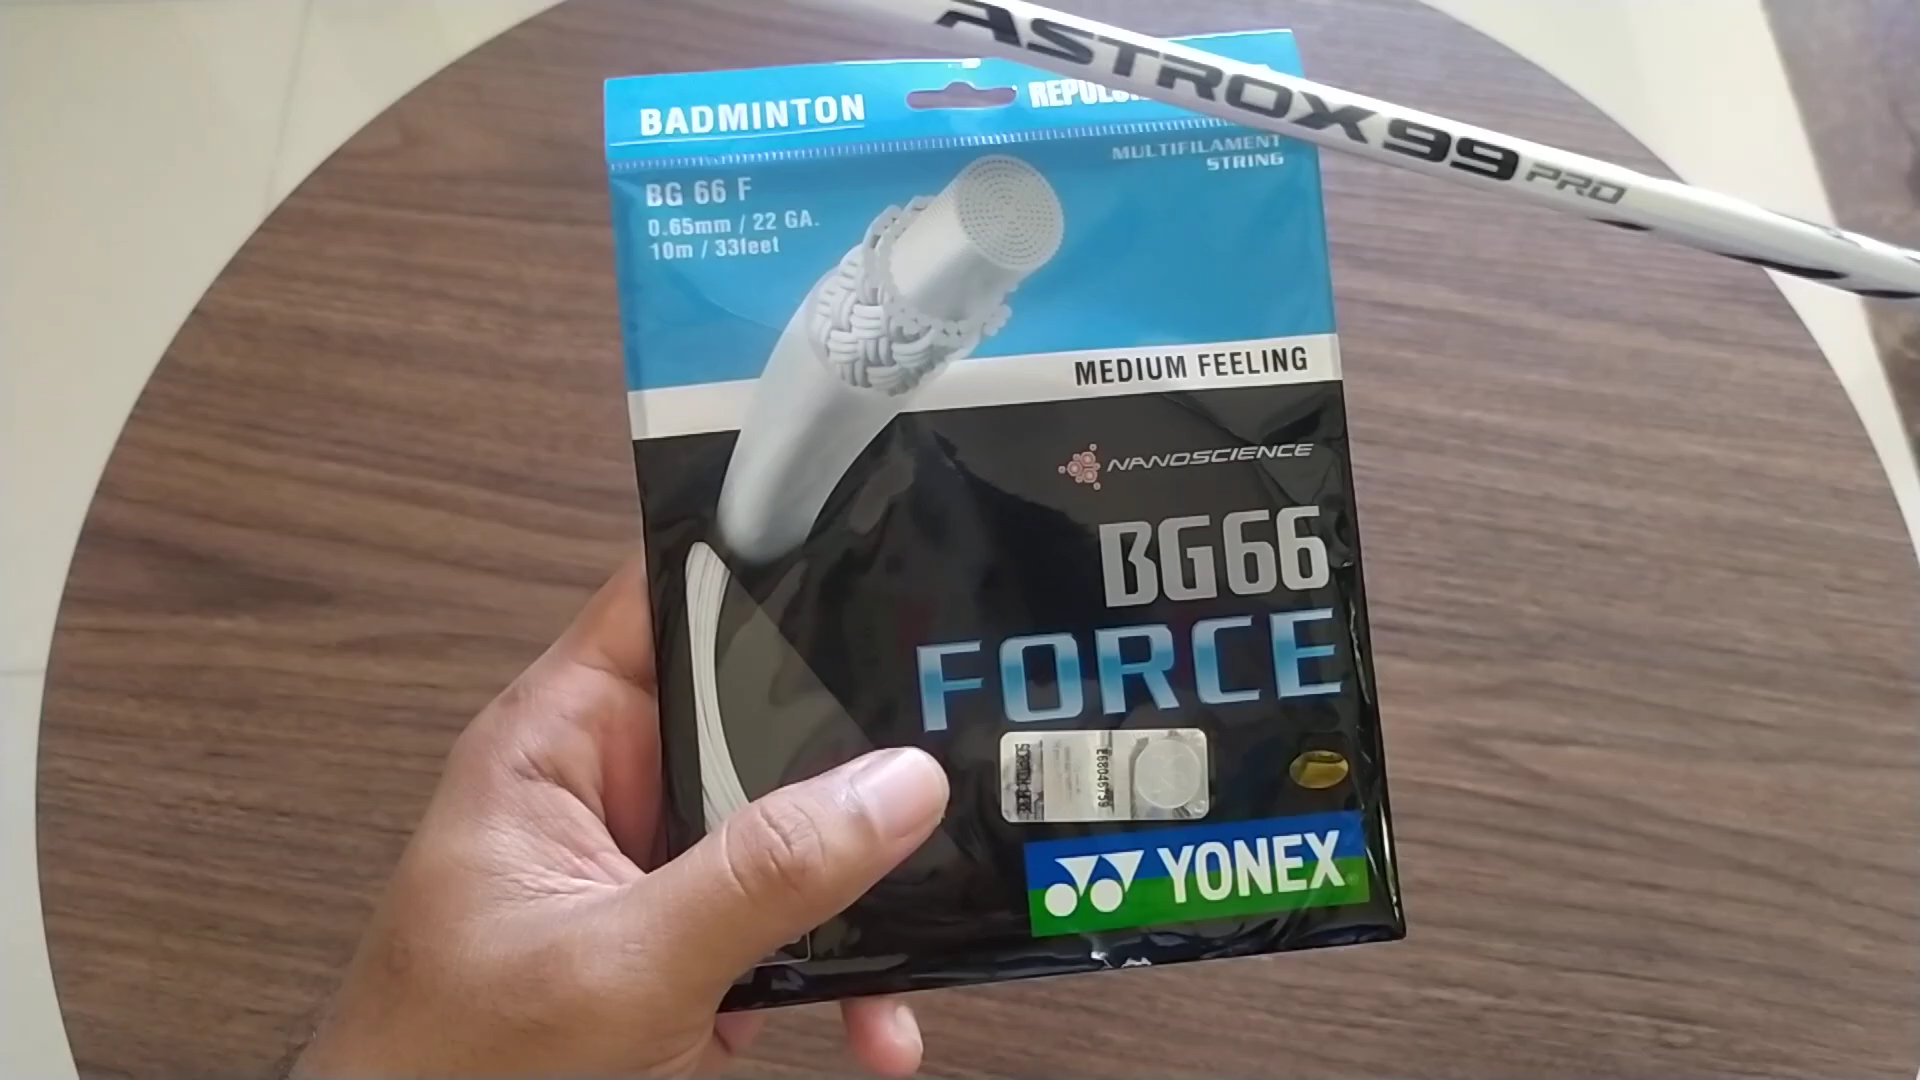 ASTROX 99 PRO
BADMINTON
BG 66 F
0.65mm / 22 GA.
10m / 33feet
MULTIFILAMENT
STRING
MEDIUM FEELING
NANOSCIENCE
BG66
FORCE
YONEX